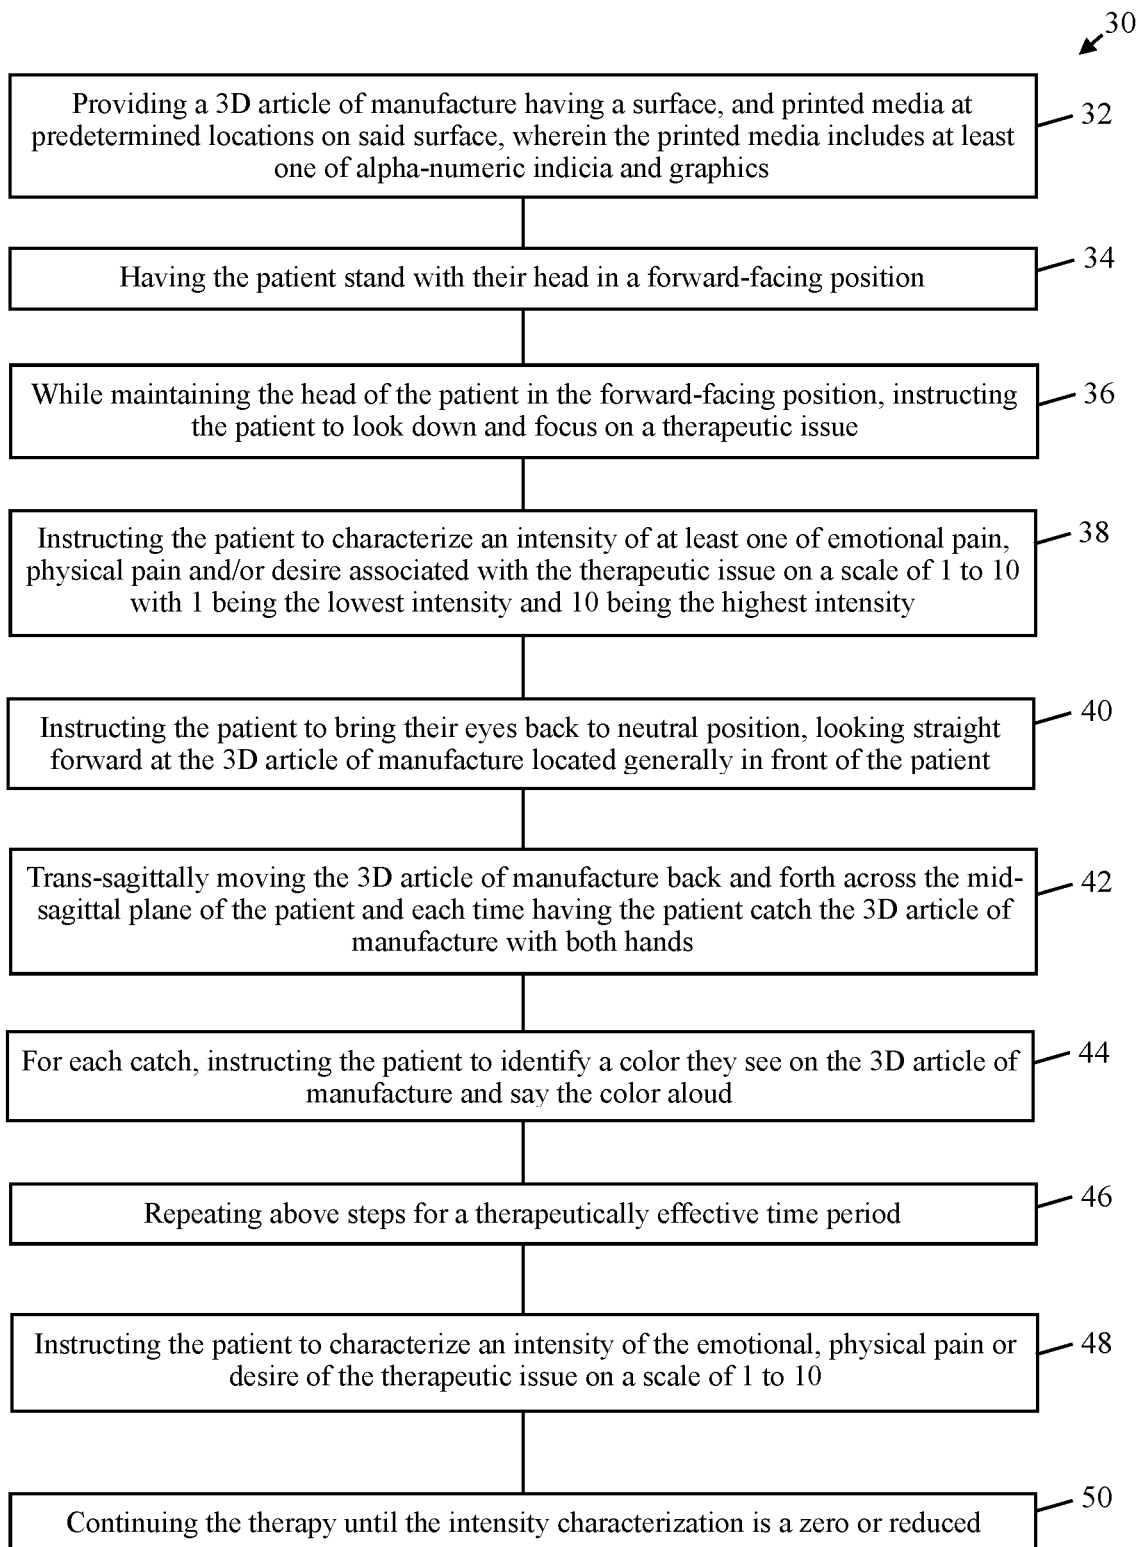 30
Providing a 3D article of manufacture having a surface, and printed media at
predetermined locations on said surface, wherein the printed media includes at least
one of alpha-numeric indicia and graphics
32
Having the patient stand with their head in a forward-facing position
34
While maintaining the head of the patient in the forward-facing position, instructing
the patient to look down and focus on a therapeutic issue
36
Instructing the patient to characterize an intensity of at least one of emotional pain,
physical pain and/or desire associated with the therapeutic issue on a scale of 1 to 10
with 1 being the lowest intensity and 10 being the highest intensity
38
Instructing the patient to bring their eyes back to neutral position, looking straight
forward at the 3D article of manufacture located generally in front of the patient
40
Trans-sagittally moving the 3D article of manufacture back and forth across the mid-
sagittal plane of the patient and each time having the patient catch the 3D article of
manufacture with both hands
42
For each catch, instructing the patient to identify a color they see on the 3D article of
manufacture and say the color aloud
44
Repeating above steps for a therapeutically effective time period
46
Instructing the patient to characterize an intensity of the emotional, physical pain or
desire of the therapeutic issue on a scale of 1 to 10
48
Continuing the therapy until the intensity characterization is a zero or reduced
50